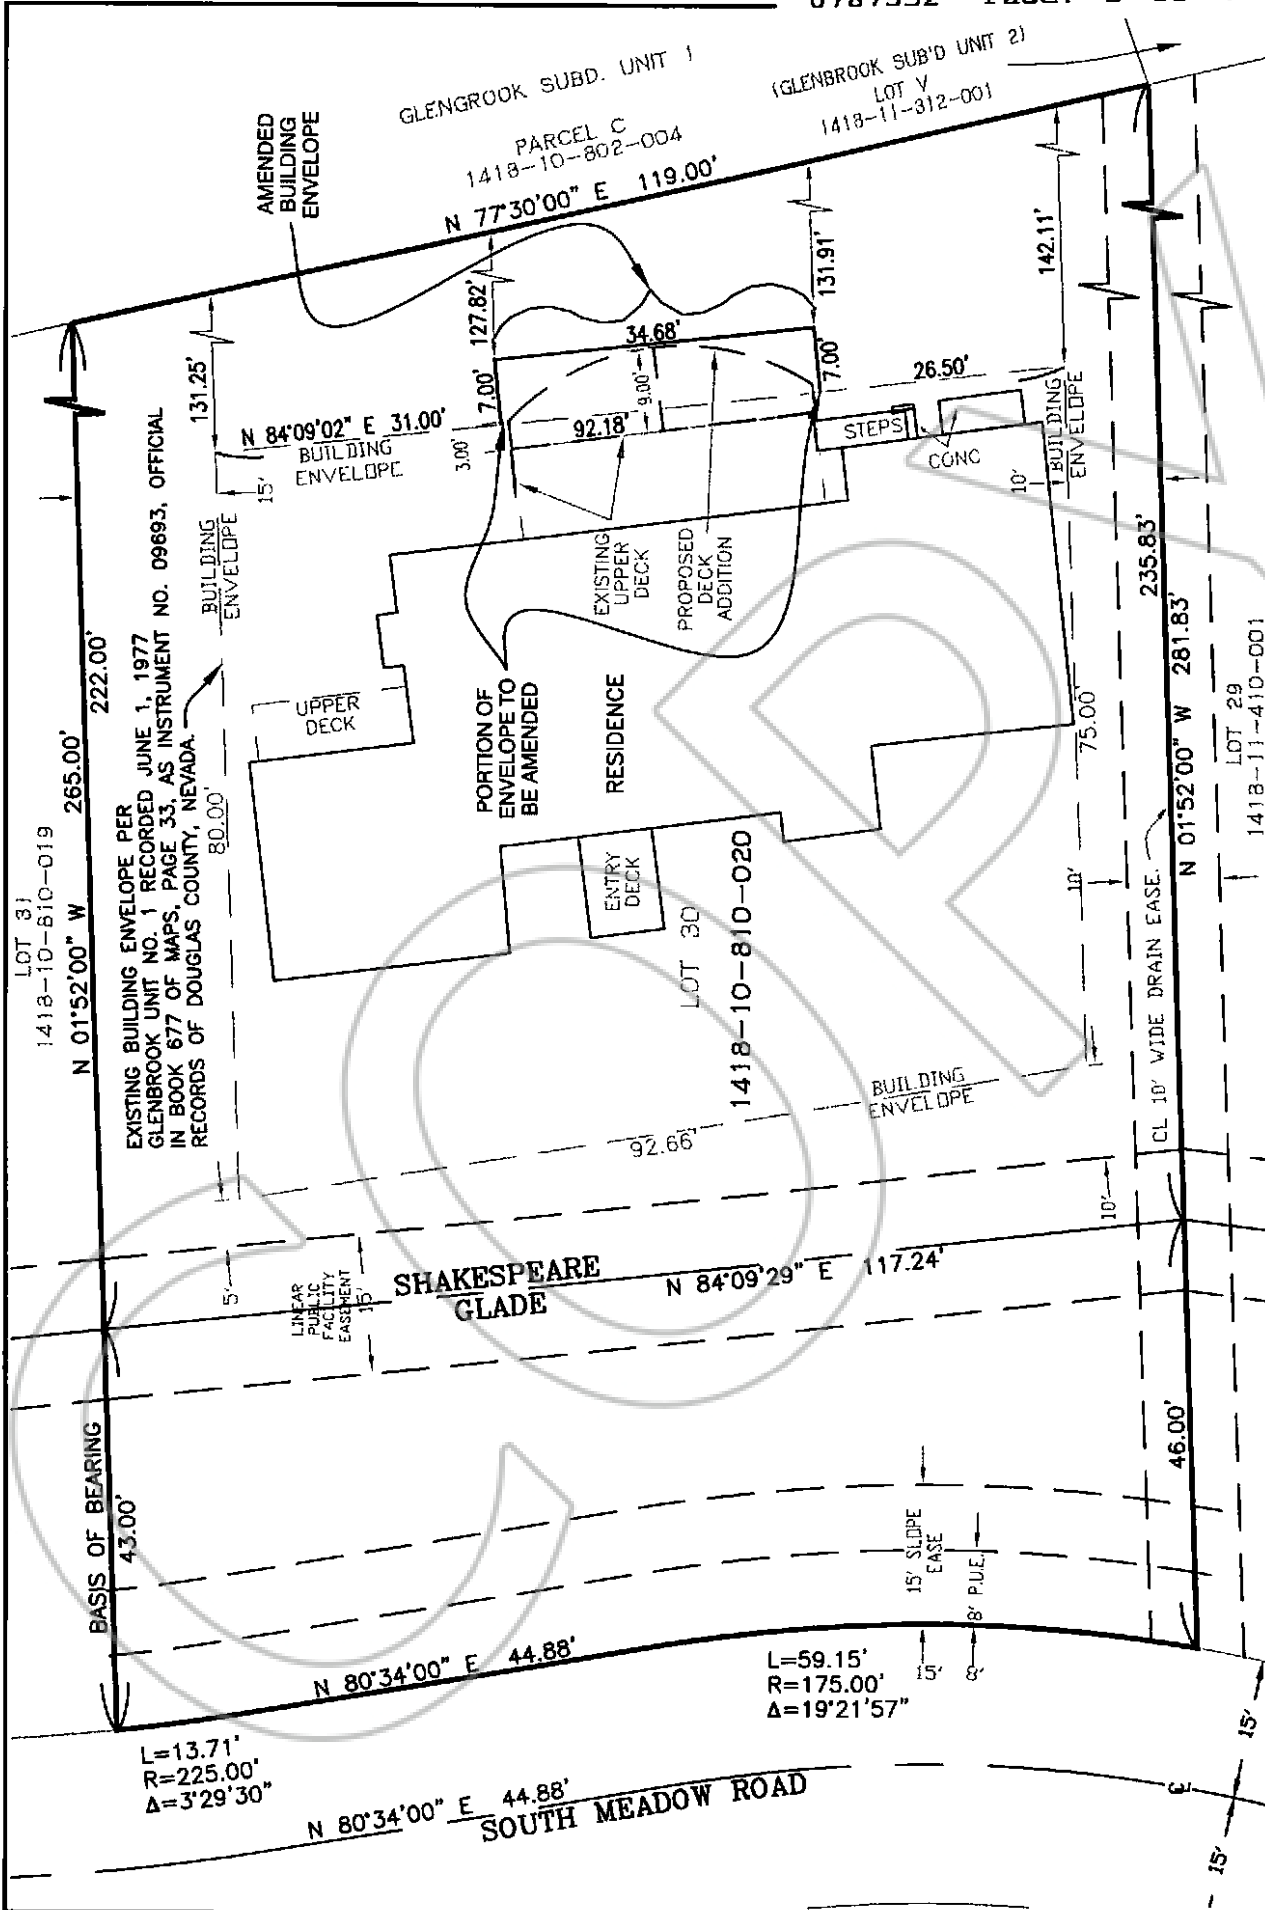 GLENGROOK SUBD. UNIT 1
(GLENBROOK SUB'D UNIT 2)
LOT V
1418-11-312-001
PARCEL C
1418-10-802-004
AMENDED
BUILDING
ENVELOPE
N 77°30'00" E 119.00'
131.25'
127.82'
131.91'
142.11'
34.68'
7.00'
7.00'
9.00'
26.50'
N 84°09'02" E 31.00'
BUILDING
ENVELOPE
3.00'
92.18'
15'
STEPS
CONC
10'
BUILDING
ENVELOPE
BUILDING
ENVELOPE
EXISTING
UPPER
DECK
PROPOSED
DECK
ADDITION
LOT 31
1418-10-810-019
N 01°52'00" W 265.00'
222.00'
EXISTING BUILDING ENVELOPE PER
GLENBROOK UNIT NO. 1 RECORDED JUNE 1, 1977
IN BOOK 677 OF MAPS, PAGE 33, AS INSTRUMENT NO. 09693, OFFICIAL
RECORDS OF DOUGLAS COUNTY, NEVADA.
80.00'
UPPER
DECK
PORTION OF
ENVELOPE TO
BE AMENDED
RESIDENCE
75.00'
235.83'
N 01°52'00" W 281.83'
LOT 29
1418-11-410-001
ENTRY
DECK
LOT 30
1418-10-810-020
10'
CL 10' WIDE DRAIN EASE.
BUILDING
ENVELOPE
92.66'
10'
5'
LINEAR
PUBLIC
FACILITY
EASEMENT
15'
SHAKESPEARE
GLADE
N 84°09'29" E 117.24'
BASIS OF BEARING
43.00'
46.00'
15' SLOPE
EASE
8' P.U.E.
15'
8'
N 80°34'00" E 44.88'
L=59.15'
R=175.00'
Δ=19°21'57"
L=13.71'
R=225.00'
Δ=3°29'30"
N 80°34'00" E 44.88'
SOUTH MEADOW ROAD
15'
15'
COPY